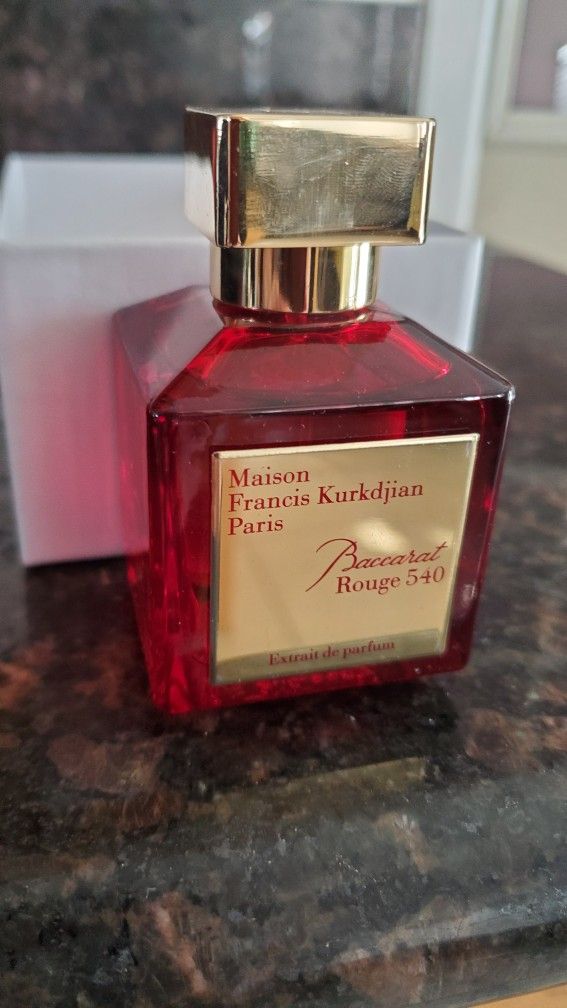 Maison
Francis Kurkdjian
Paris
Baccarat
Rouge 540
Extrait de parfum